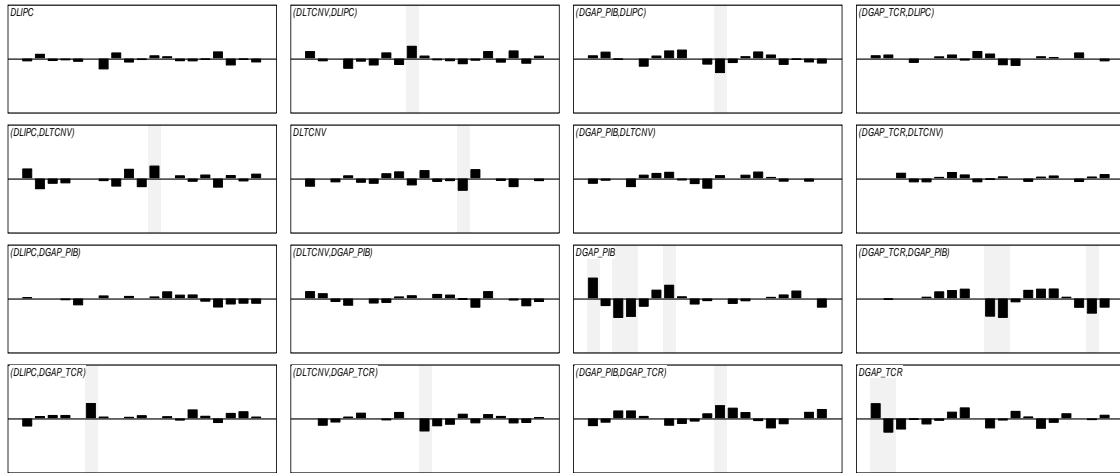 DLIPC
(DLTCNV,DLIPC)
(DGAP_PIB,DLIPC)
(DGAP_TCR,DLIPC)
(DLIPC,DLTCNV)
DLTCNV
(DGAP_PIB,DLTCNV)
(DGAP_TCR,DLTCNV)
(DLIPC,DGAP_PIB)
(DLTCNV,DGAP_PIB)
DGAP_PIB
(DGAP_TCR,DGAP_PIB)
(DLIPC,DGAP_TCR)
(DLTCNV,DGAP_TCR)
(DGAP_PIB,DGAP_TCR)
DGAP_TCR